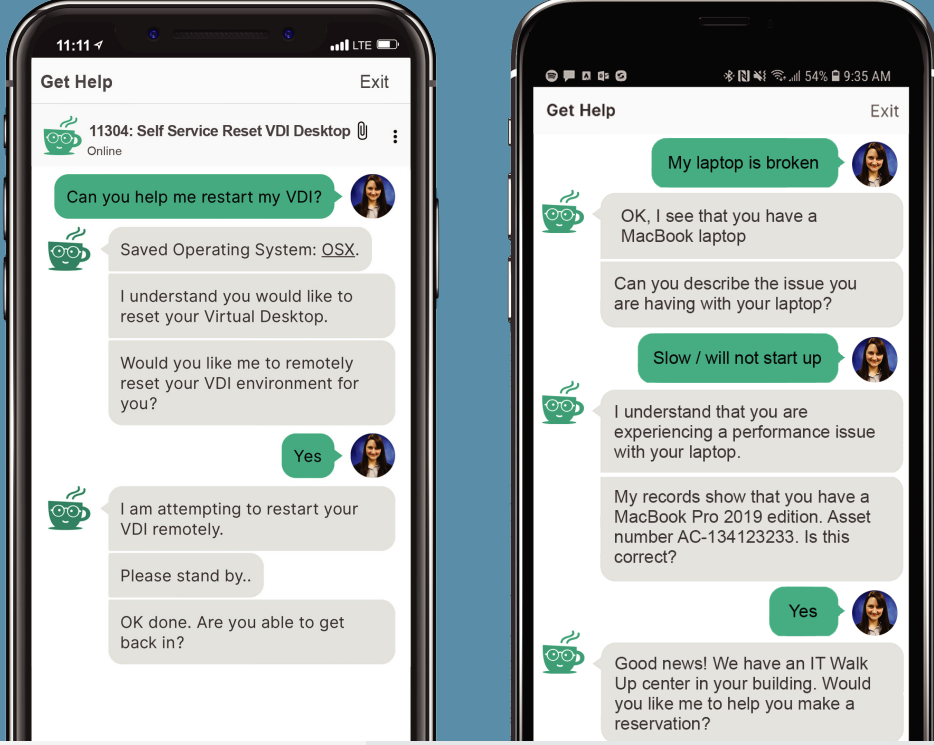 11:11
LTE
Get Help
Exit
11304: Self Service Reset VDI Desktop
Online
Can you help me restart my VDI?
Saved Operating System: OSX.
I understand you would like to
reset your Virtual Desktop.
Would you like me to remotely
reset your VDI environment for
you?
Yes
I am attempting to restart your
VDI remotely.
Please stand by..
OK done. Are you able to get
back in?
54%
9:35 AM
Get Help
Exit
My laptop is broken
OK, I see that you have a
MacBook laptop
Can you describe the issue you
are having with your laptop?
Slow / will not start up
I understand that you are
experiencing a performance issue
with your laptop.
My records show that you have a
MacBook Pro 2019 edition. Asset
number AC-134123233. Is this
correct?
Yes
Good news! We have an IT Walk
Up center in your building. Would
you like me to help you make a
reservation?